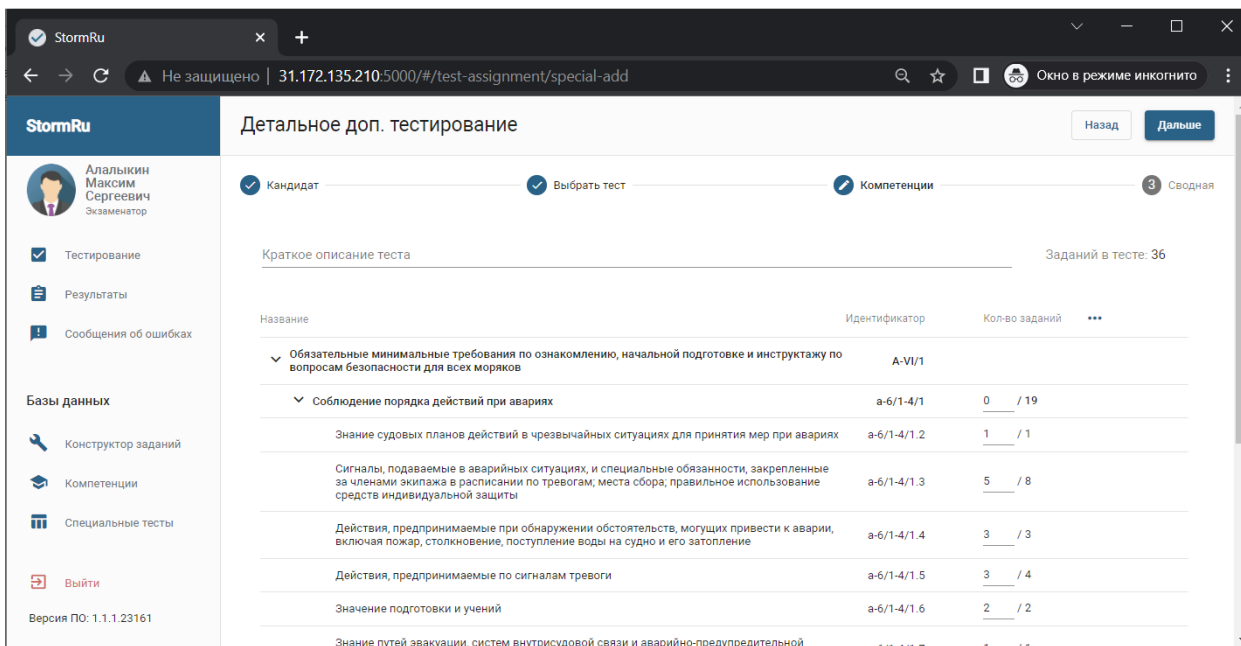 StormRu
Не защищено | 31.172.135.210:5000/#/test-assignment/special-add
Окно в режиме инкогнито
StormRu
Детальное доп. тестирование
Назад
Дальше
Алалыкин
Максим
Сергеевич
Экзаменатор
Кандидат
Выбрать тест
Компетенции
3 Сводная
Тестирование
Результаты
Сообщения об ошибках
Базы данных
Конструктор заданий
Компетенции
Специальные тесты
Выйти
Версия ПО: 1.1.1.23161
Краткое описание теста
Заданий в тесте: 36
Название Идентификатор Кол-во заданий •••
Обязательные минимальные требования по ознакомлению, начальной подготовке и инструктажу по
вопросам безопасности для всех моряков
A-VI/1
Соблюдение порядка действий при авариях а-6/1-4/1 0 / 19
Знание судовых планов действий в чрезвычайных ситуациях для принятия мер при авариях а-6/1-4/1.2 1 / 1
Сигналы, подаваемые в аварийных ситуациях, и специальные обязанности, закрепленные
за членами экипажа в расписании по тревогам; места сбора; правильное использование
средств индивидуальной защиты
а-6/1-4/1.3 5 / 8
Действия, предпринимаемые при обнаружении обстоятельств, могущих привести к аварии,
включая пожар, столкновение, поступление воды на судно и его затопление
а-6/1-4/1.4 3 / 3
Действия, предпринимаемые по сигналам тревоги а-6/1-4/1.5 3 / 4
Значение подготовки и учений а-6/1-4/1.6 2 / 2
Знание путей эвакуации, систем внутрисудовой связи и аварийно-предупредительной